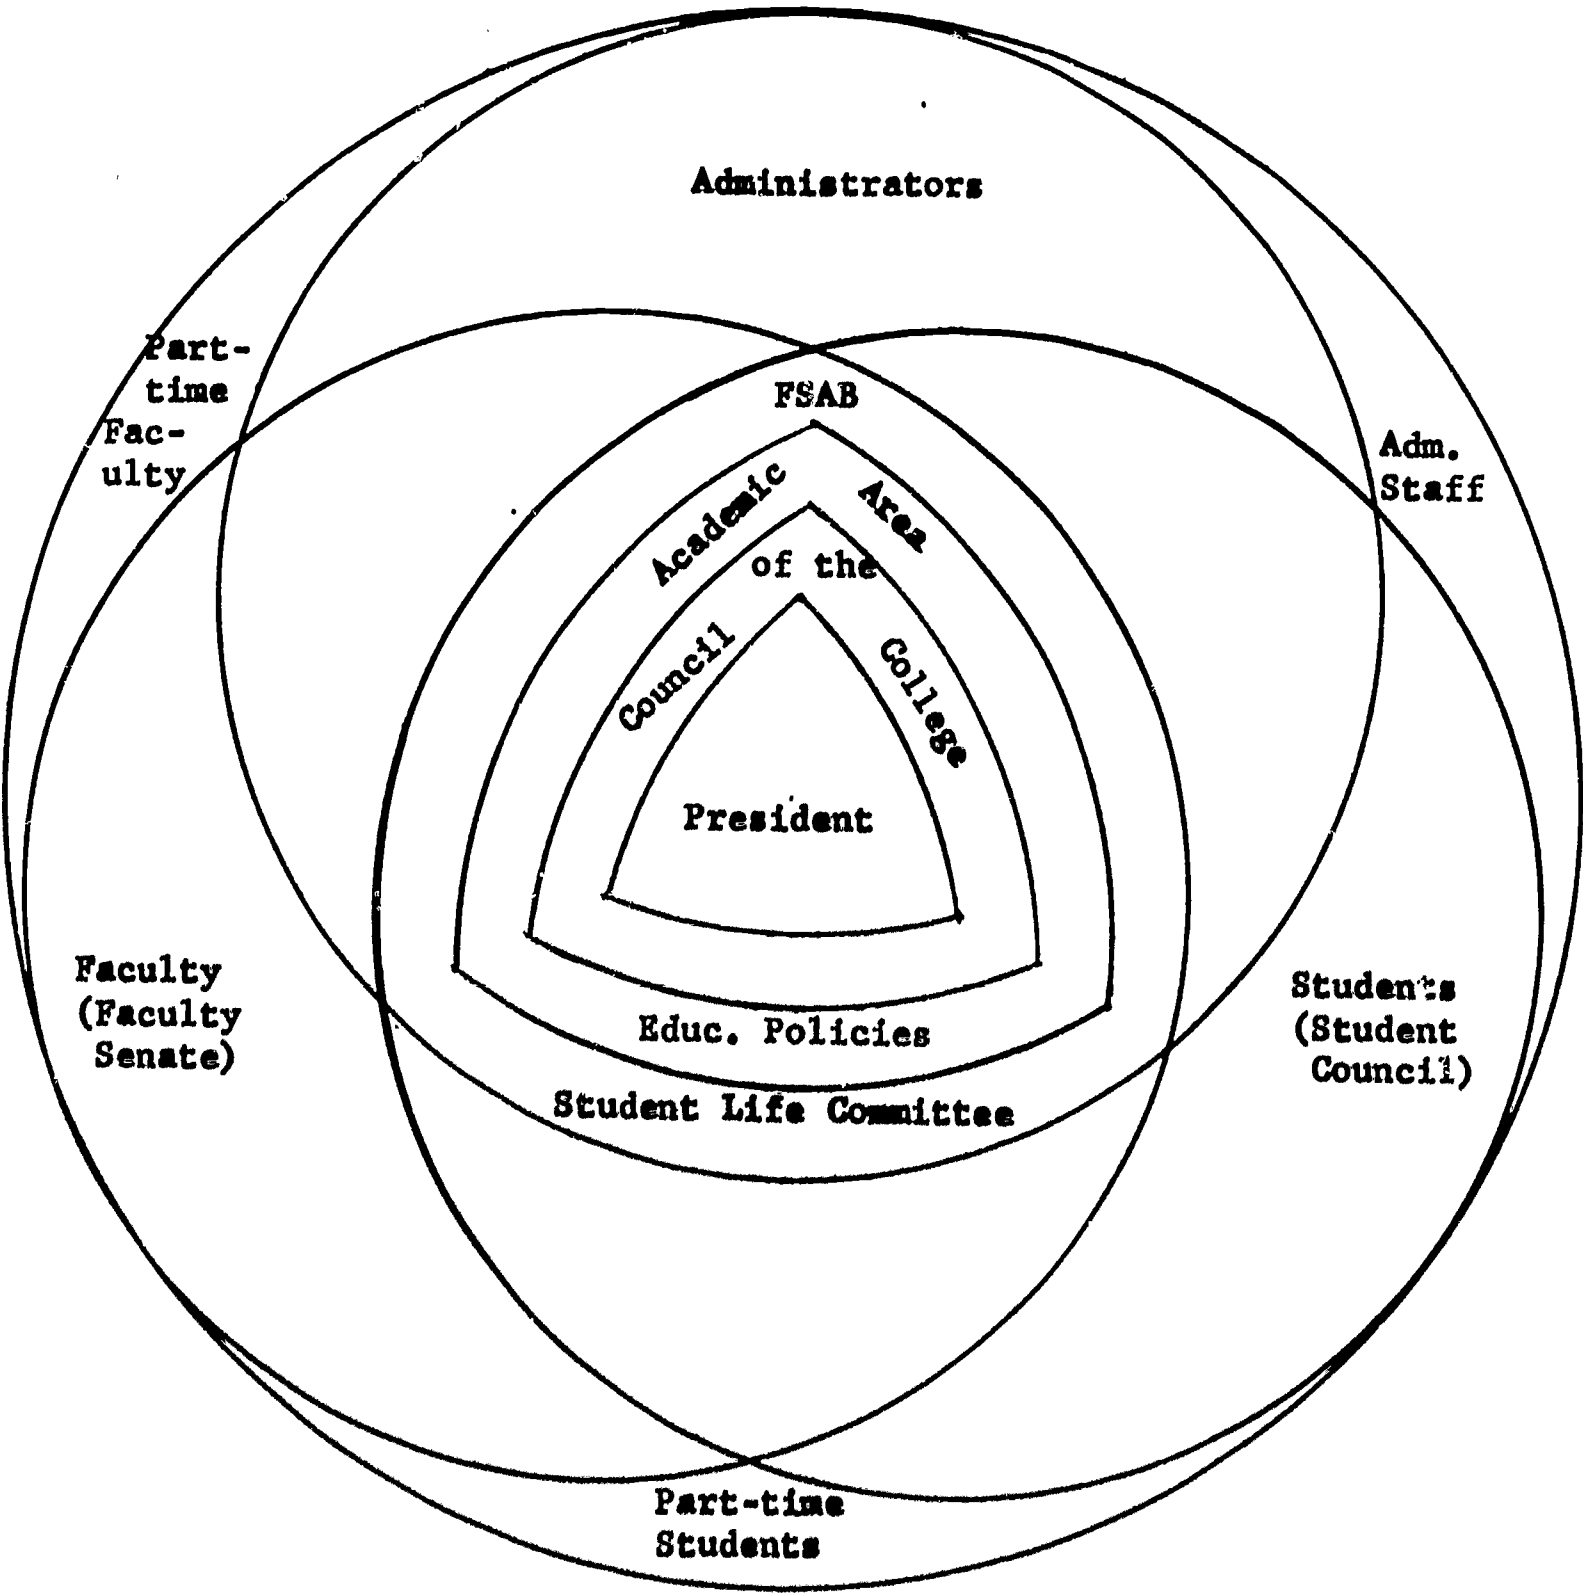 Administrators
Part-
time
Fac-
ulty
FSAB
Adm.
Staff
Academic
Area
of the
Council
College
President
Faculty
(Faculty
Senate)
Students
(Student
Council)
Educ. Policies
Student Life Committee
Part-time
Students